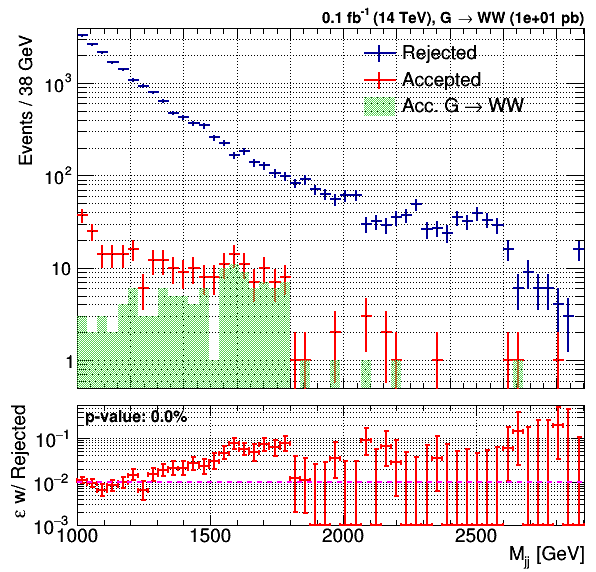 0.1 fb⁻¹ (14 TeV), G → WW (1e+01 pb)
Events / 38 GeV
10³
10²
10
1
Rejected
Accepted
Acc. G → WW
p-value: 0.0%
ε w/ Rejected
10⁻¹
10⁻²
10⁻³
1000 1500 2000 2500
M_jj [GeV]